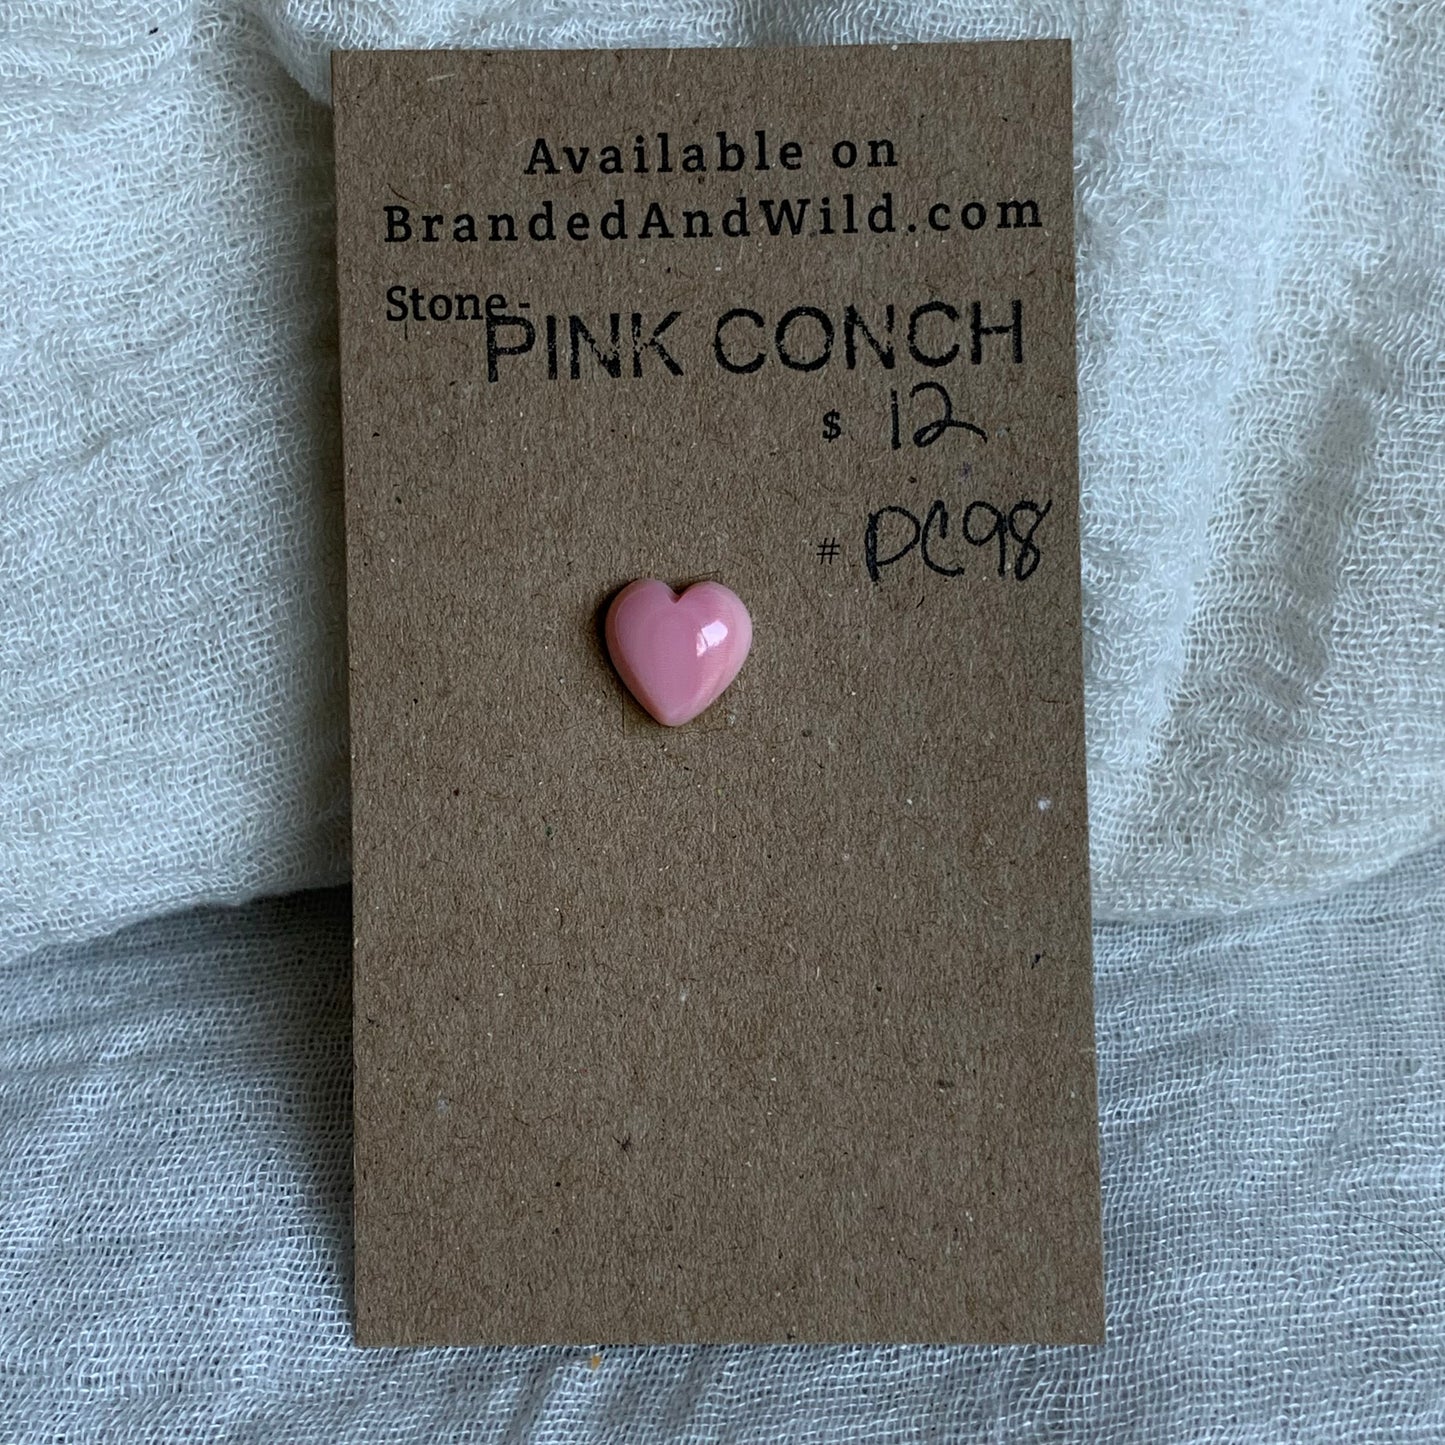 Available on
BrandedAndWild.com
Stone- PINK CONCH
$ 12
# PC98